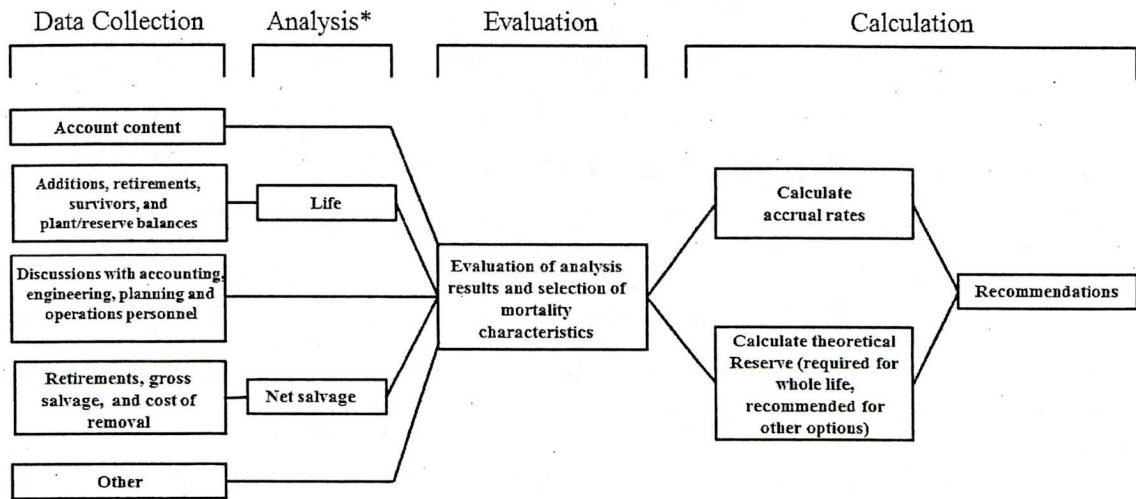 Data Collection
Analysis*
Evaluation
Calculation
Account content
Additions, retirements,
survivors, and
plant/reserve balances
Life
Discussions with accounting,
engineering, planning and
operations personnel
Retirements, gross
salvage, and cost of
removal
Net salvage
Other
Evaluation of analysis
results and selection of
mortality
characteristics
Calculate
accrual rates
Calculate theoretical
Reserve (required for
whole life,
recommended for
other options)
Recommendations